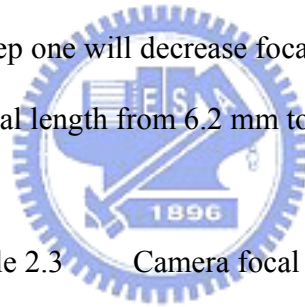 ep one will decrease foca
E S
al length from 6.2 mm to
1896
le 2.3 Camera focal